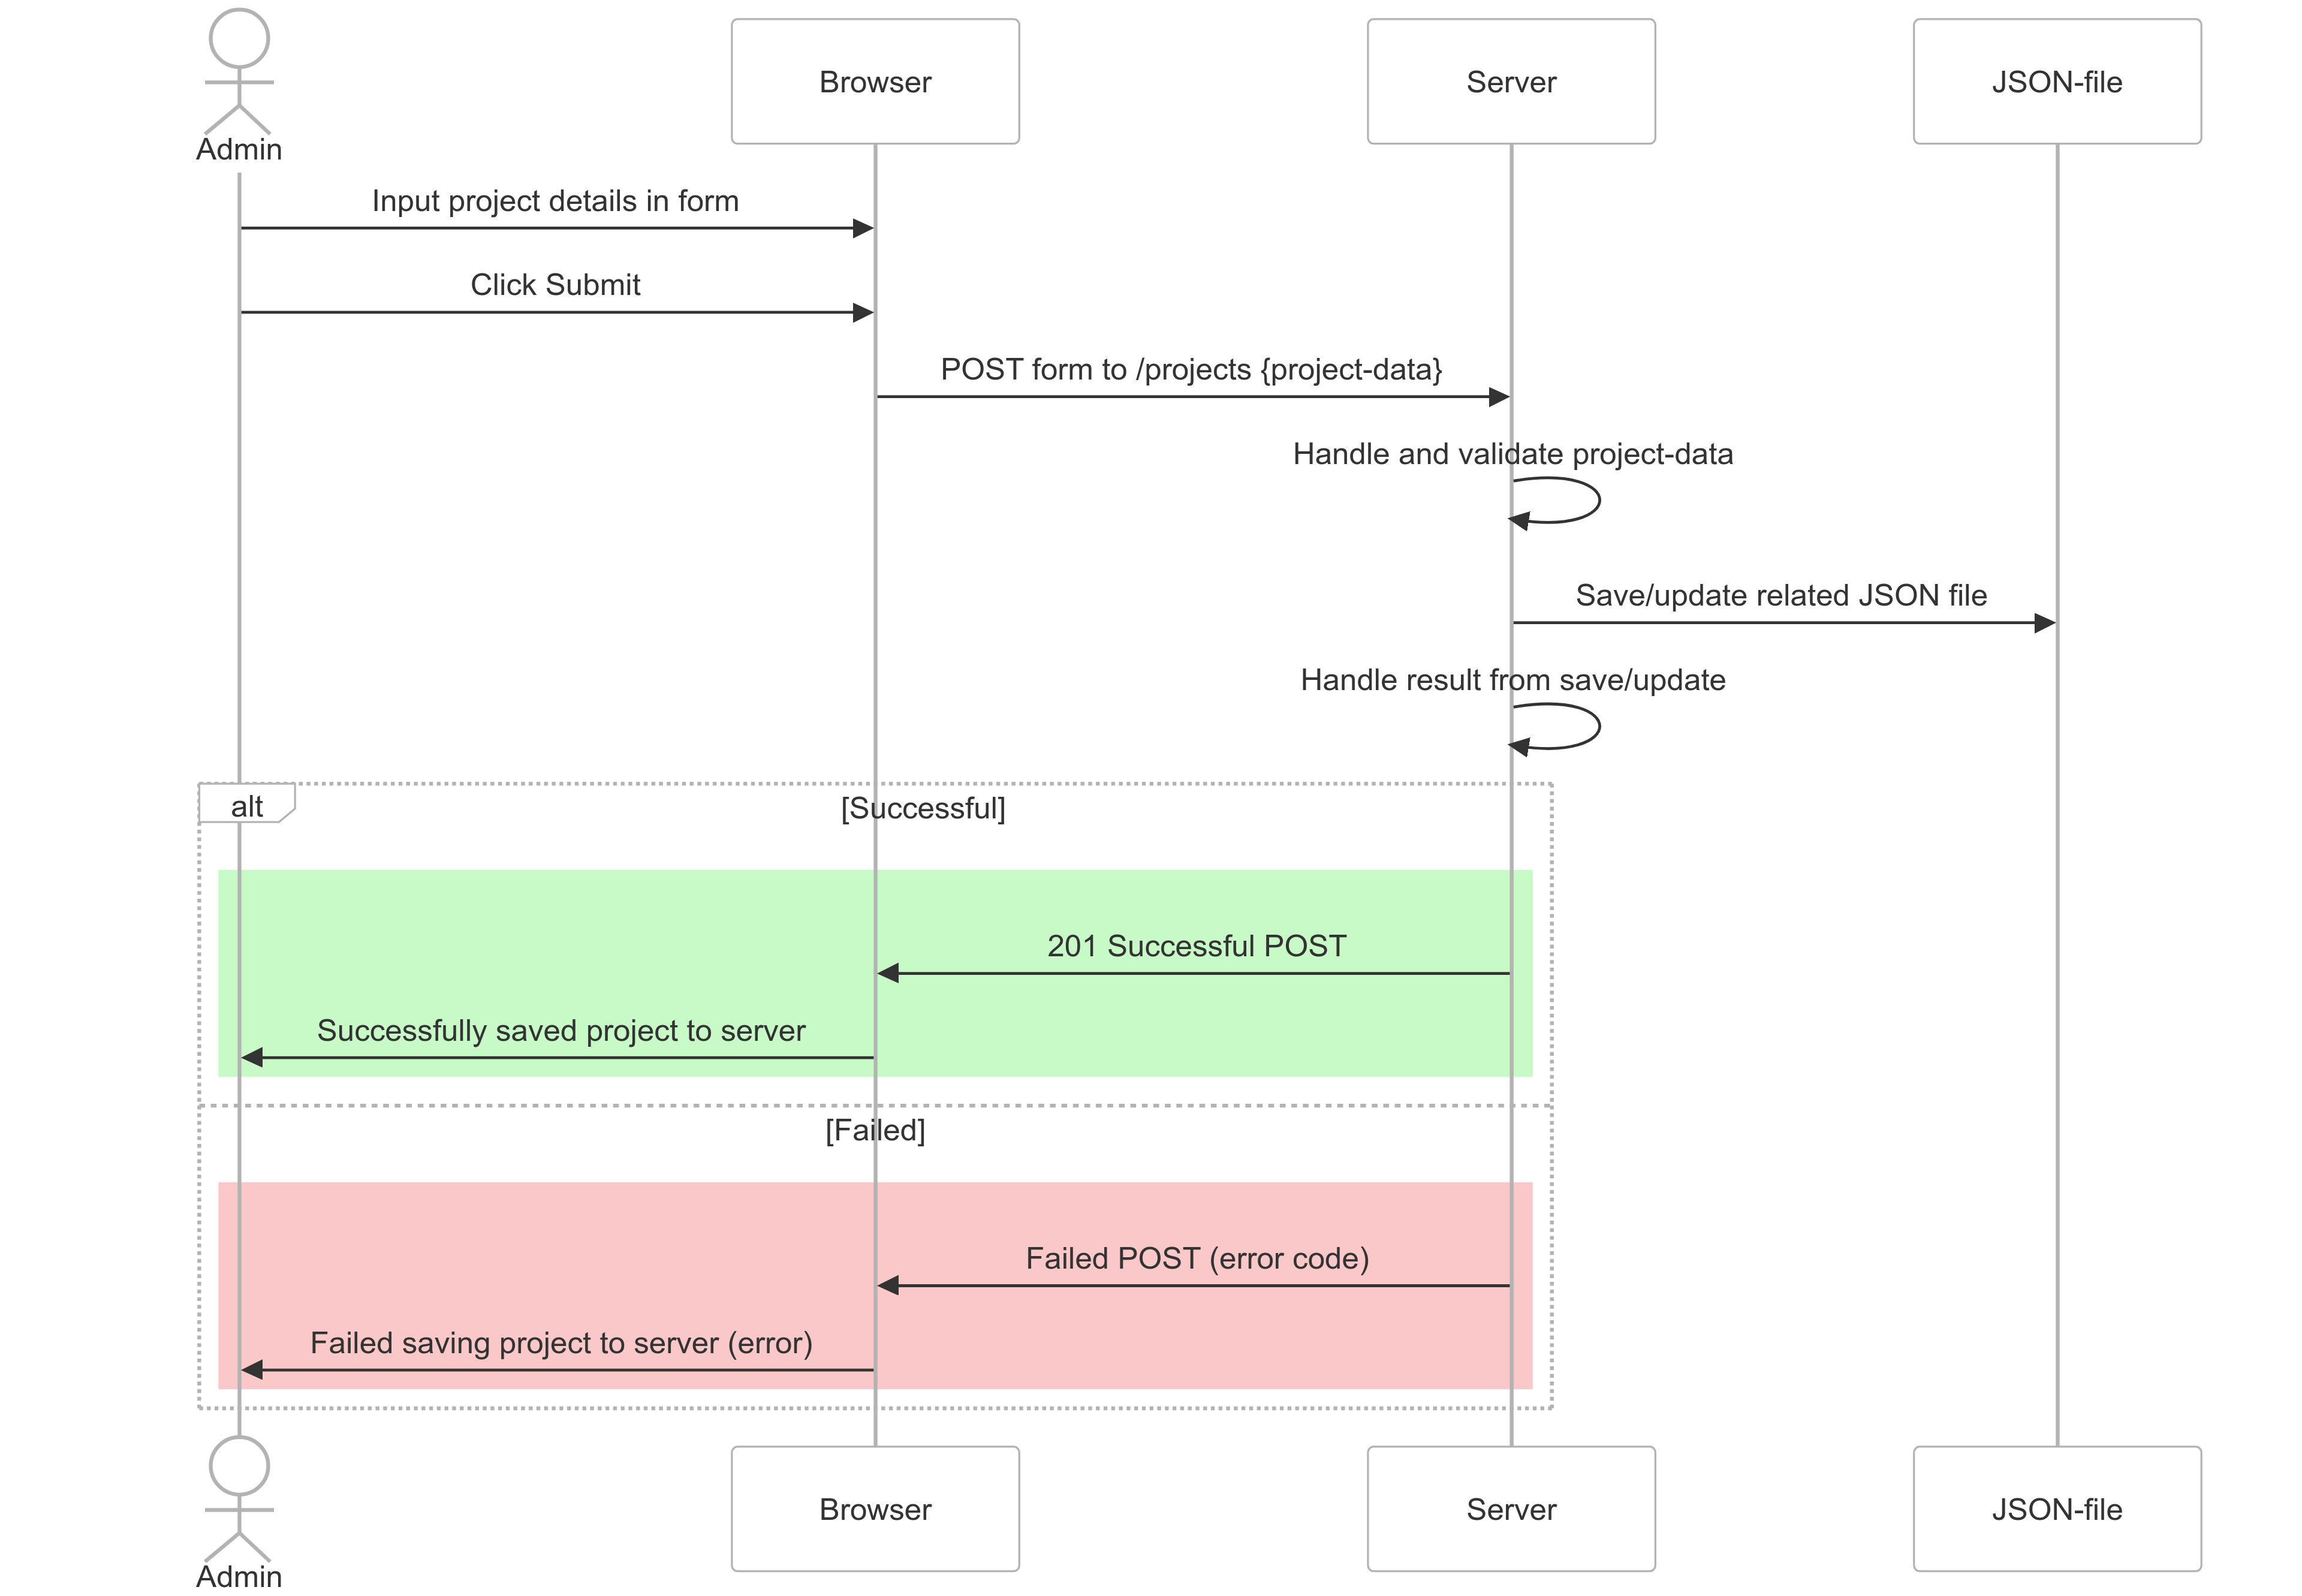 Admin
Browser
Server
JSON-file
Input project details in form
Click Submit
POST form to /projects {project-data}
Handle and validate project-data
Save/update related JSON file
Handle result from save/update
alt
[Successful]
201 Successful POST
Successfully saved project to server
[Failed]
Failed POST (error code)
Failed saving project to server (error)
Admin
Browser
Server
JSON-file